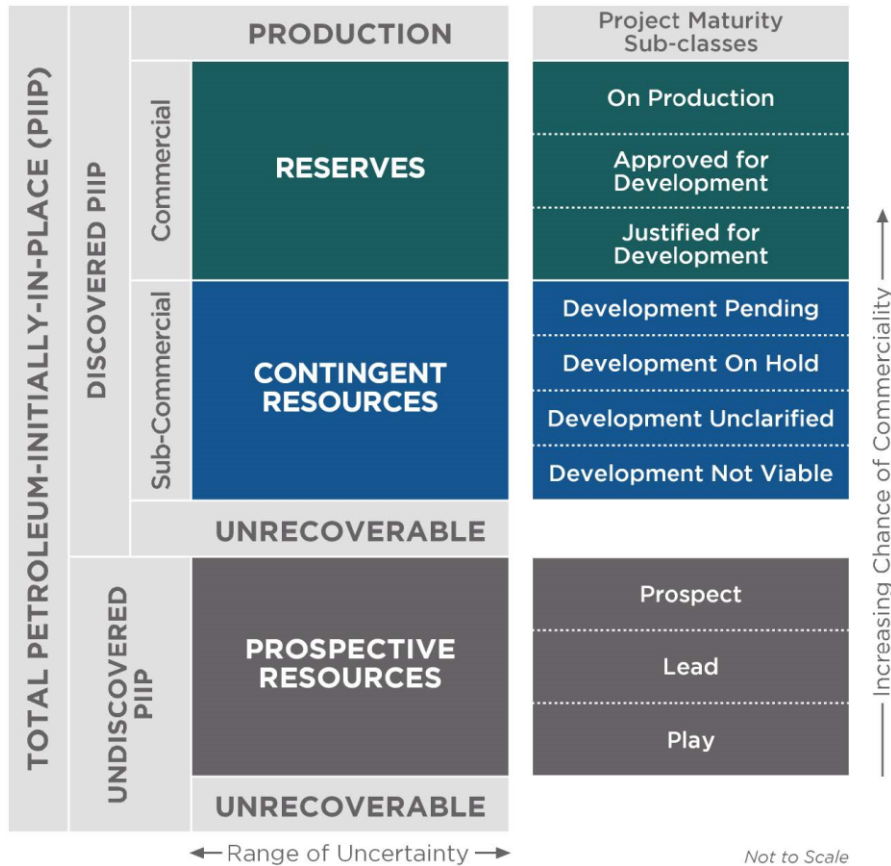 TOTAL PETROLEUM-INITIALLY-IN-PLACE (PIIP)
DISCOVERED PIIP
UNDISCOVERED
PIIP
Commercial
Sub-Commercial
PRODUCTION
RESERVES
CONTINGENT
RESOURCES
UNRECOVERABLE
PROSPECTIVE
RESOURCES
UNRECOVERABLE
Range of Uncertainty
Project Maturity
Sub-classes
On Production
Approved for
Development
Justified for
Development
Development Pending
Development On Hold
Development Unclarified
Development Not Viable
Prospect
Lead
Play
Increasing Chance of Commerciality
Not to Scale